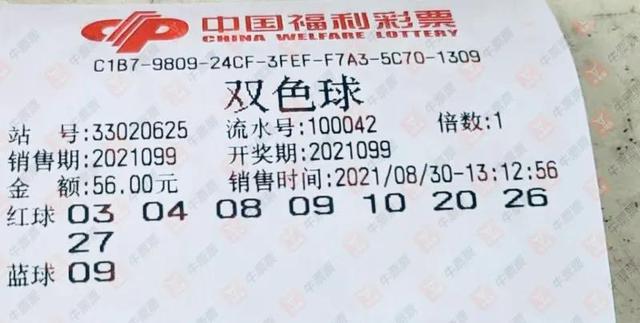 中国福利彩票
CHINA WELFARE LOTTERY
C1B7-9809-24CF-3FEF-F7A3-5C70-1309
双色球
站 号:33020625 流水号:100042 倍数:1
销售期:2021099 开奖期:2021099
金 额:56.00元 销售时间:2021/08/30-13:12:56
红球 03 04 08 09 10 20 26
27
蓝球 09